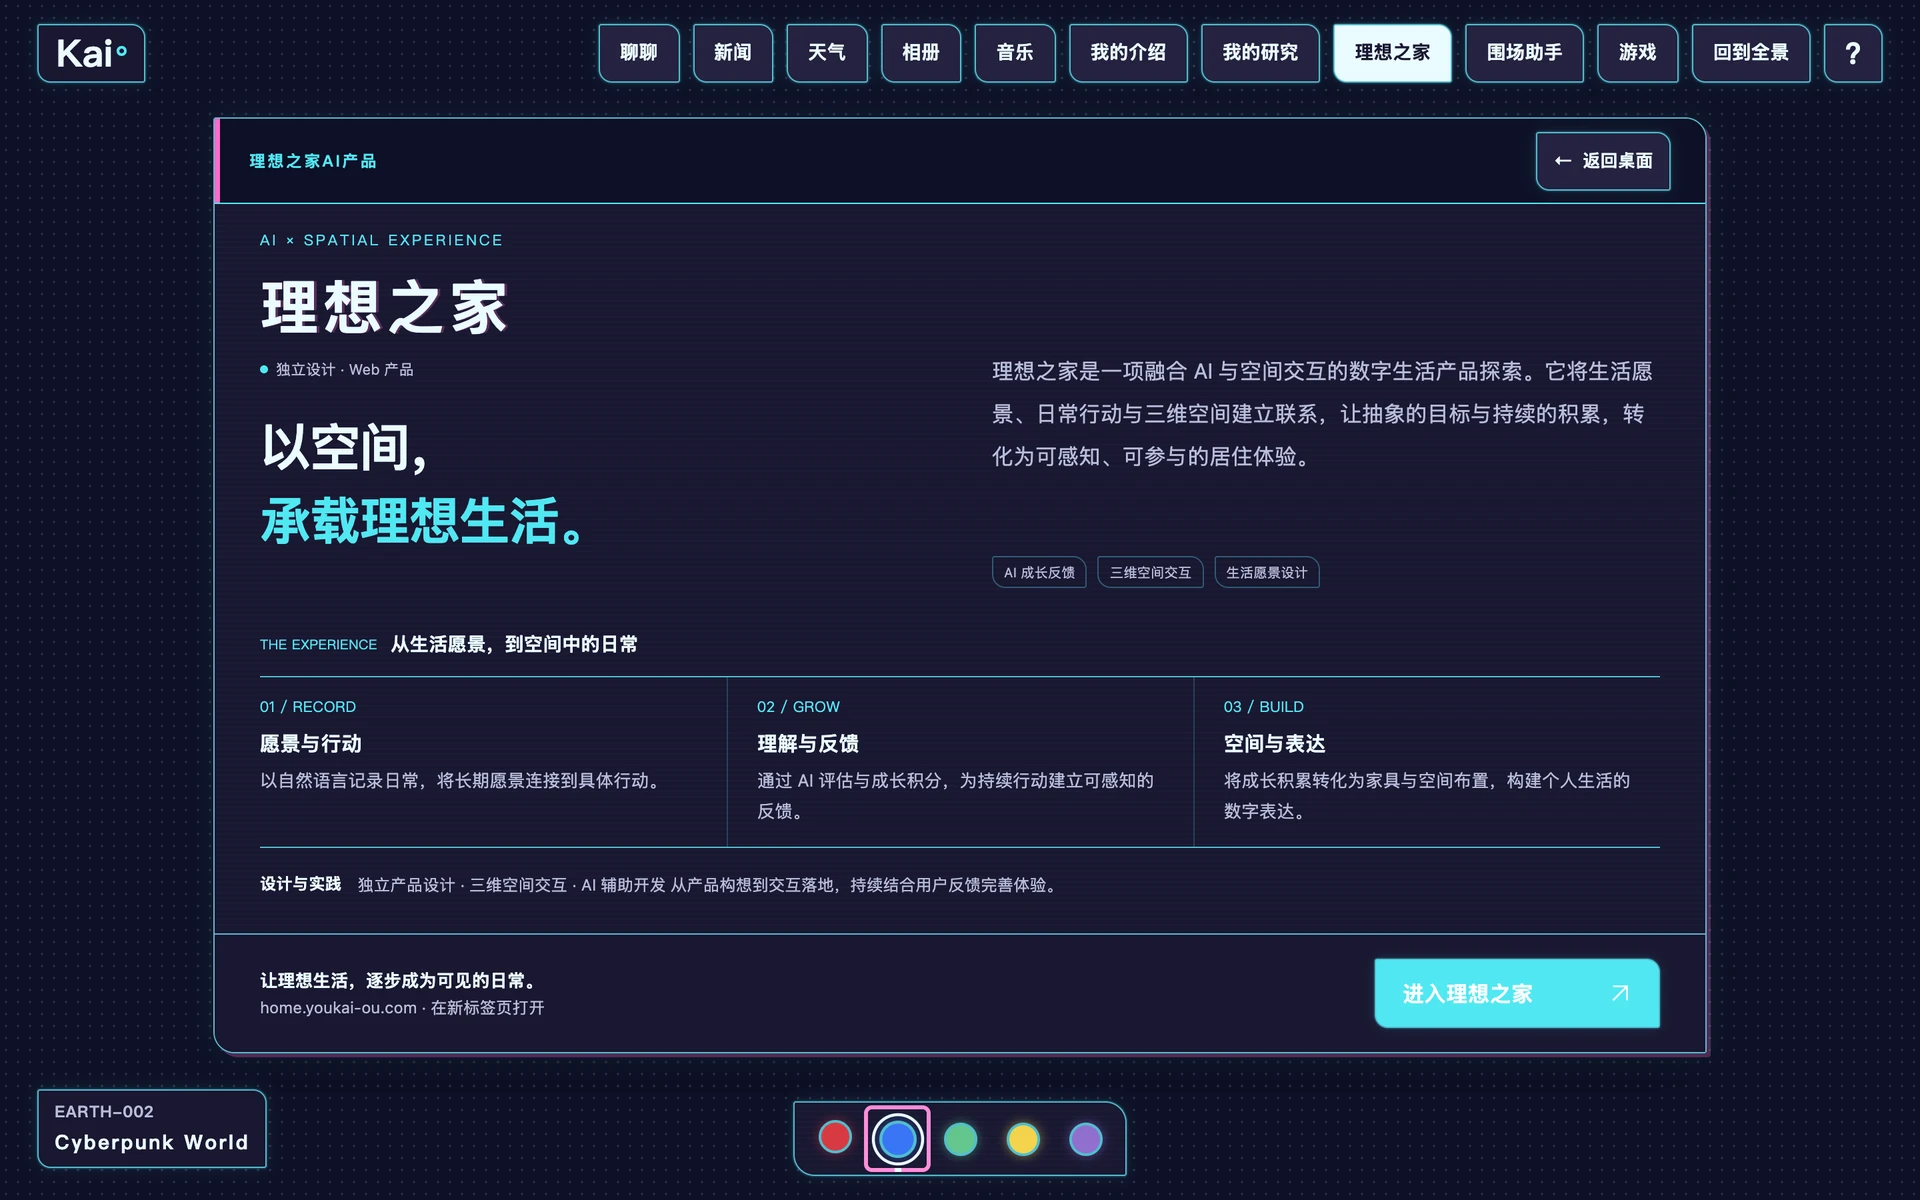 Kai
聊聊
新闻
天气
相册
音乐
我的介绍
我的研究
理想之家
围场助手
游戏
回到全景
?
理想之家AI产品
← 返回桌面
AI × SPATIAL EXPERIENCE
理想之家
独立设计 · Web 产品
以空间，
承载理想生活。
理想之家是一项融合 AI 与空间交互的数字生活产品探索。它将生活愿
景、日常行动与三维空间建立联系，让抽象的目标与持续的积累，转
化为可感知、可参与的居住体验。
AI 成长反馈
三维空间交互
生活愿景设计
THE EXPERIENCE 从生活愿景，到空间中的日常
01 / RECORD
愿景与行动
以自然语言记录日常，将长期愿景连接到具体行动。
02 / GROW
理解与反馈
通过 AI 评估与成长积分，为持续行动建立可感知的
反馈。
03 / BUILD
空间与表达
将成长积累转化为家具与空间布置，构建个人生活的
数字表达。
设计与实践 独立产品设计 · 三维空间交互 · AI 辅助开发 从产品构想到交互落地，持续结合用户反馈完善体验。
让理想生活，逐步成为可见的日常。
home.youkai-ou.com · 在新标签页打开
进入理想之家
EARTH-002
Cyberpunk World